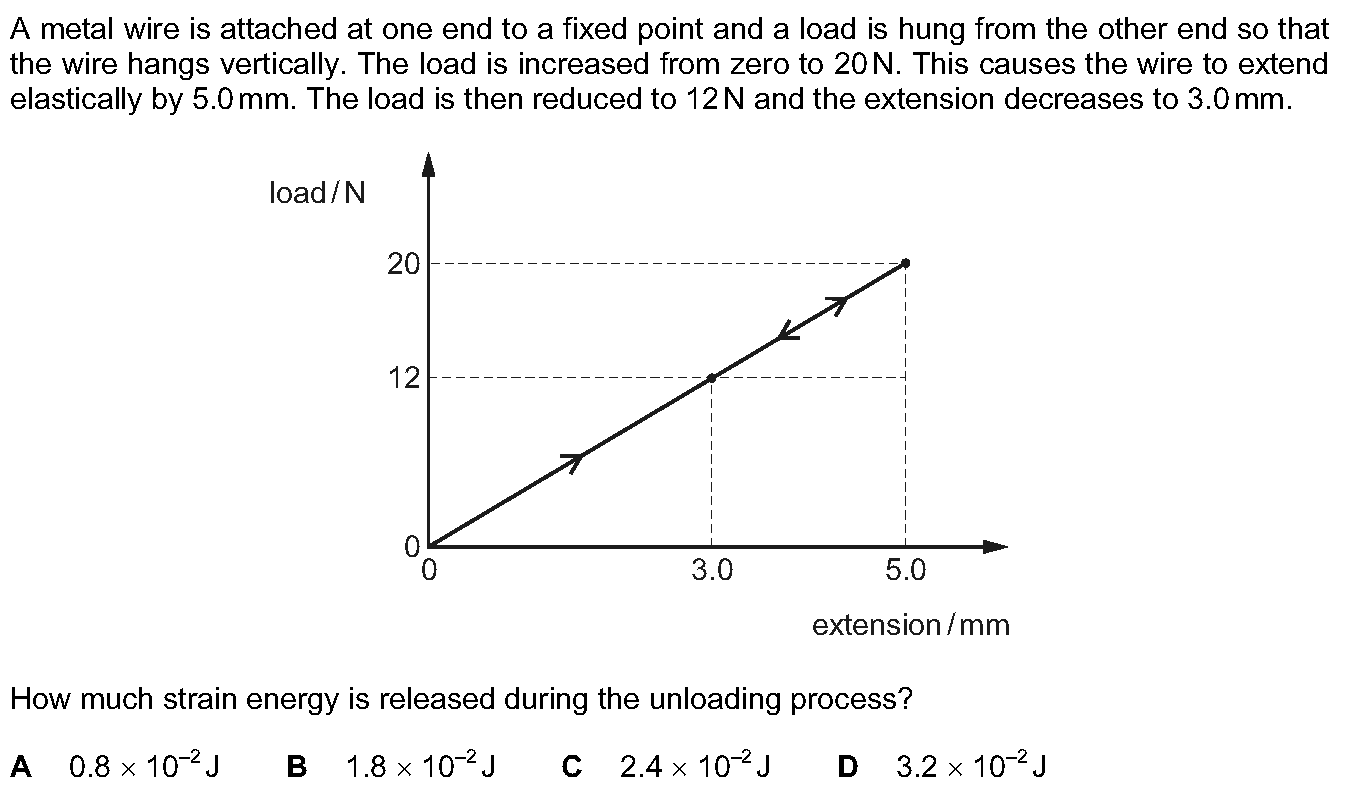 A metal wire is attached at one end to a fixed point and a load is hung from the other end so that
the wire hangs vertically. The load is increased from zero to 20 N. This causes the wire to extend
elastically by 5.0 mm. The load is then reduced to 12 N and the extension decreases to 3.0 mm.
load / N
20
12
0
0 3.0 5.0
extension / mm
How much strain energy is released during the unloading process?
A 0.8 × 10⁻² J B 1.8 × 10⁻² J C 2.4 × 10⁻² J D 3.2 × 10⁻² J